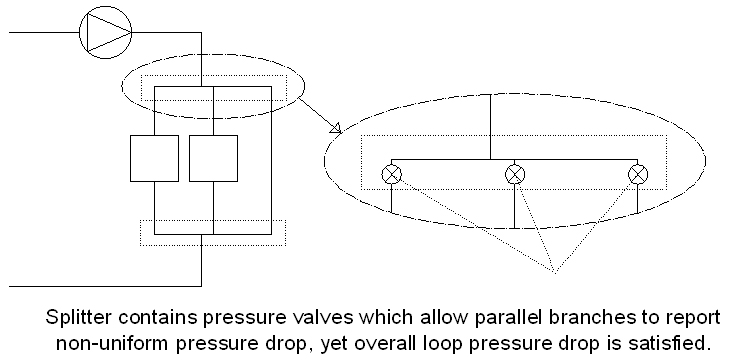 Splitter contains pressure valves which allow parallel branches to report
non-uniform pressure drop, yet overall loop pressure drop is satisfied.